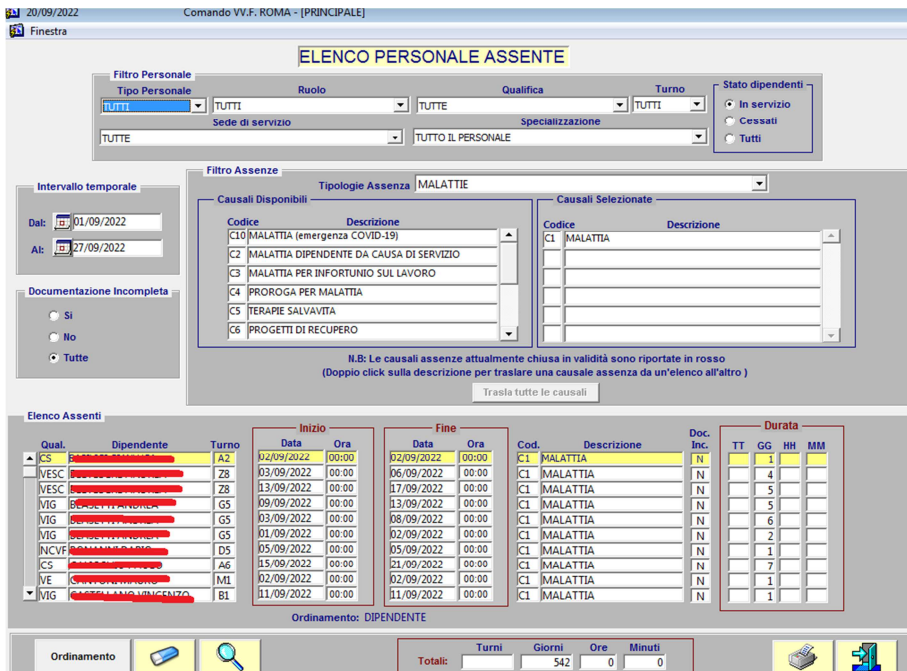 20/09/2022 Comando VV.F. ROMA - [PRINCIPALE]
Finestra
ELENCO PERSONALE ASSENTE
Filtro Personale
Tipo Personale Ruolo Qualifica Turno Stato dipendenti
TUTTI TUTTI TUTTE TUTTI In servizio
Sede di servizio Specializzazione Cessati
TUTTE TUTTO IL PERSONALE Tutti
Filtro Assenze
Intervallo temporale Tipologie Assenza MALATTIE
Causali Disponibili Causali Selezionate
Codice Descrizione Codice Descrizione
Dal: 01/09/2022
Al: 27/09/2022
C10 MALATTIA (emergenza COVID-19) C1 MALATTIA
C2 MALATTIA DIPENDENTE DA CAUSA DI SERVIZIO
C3 MALATTIA PER INFORTUNIO SUL LAVORO
C4 PROROGA PER MALATTIA
C5 TERAPIE SALVAVITA
C6 PROGETTI DI RECUPERO
Documentazione Incompleta
Si
No
Tutte
N.B: Le causali assenze attualmente chiusa in validità sono riportate in rosso
(Doppio click sulla descrizione per traslare una causale assenza da un'elenco all'altro )
Trasla tutte le causali
Elenco Assenti
Inizio Fine Durata
Qual. Dipendente Turno Data Ora Data Ora Cod. Descrizione Doc. Inc. TT GG HH MM
CS A2 02/09/2022 00:00 02/09/2022 00:00 C1 MALATTIA N 1
VESC Z8 03/09/2022 00:00 06/09/2022 00:00 C1 MALATTIA N 4
VESC Z8 13/09/2022 00:00 17/09/2022 00:00 C1 MALATTIA N 5
VIG G5 09/09/2022 00:00 13/09/2022 00:00 C1 MALATTIA N 5
VIG G5 03/09/2022 00:00 08/09/2022 00:00 C1 MALATTIA N 6
VIG G5 01/09/2022 00:00 02/09/2022 00:00 C1 MALATTIA N 2
NCVF D5 05/09/2022 00:00 05/09/2022 00:00 C1 MALATTIA N 1
CS A6 15/09/2022 00:00 21/09/2022 00:00 C1 MALATTIA N 7
VE M1 02/09/2022 00:00 02/09/2022 00:00 C1 MALATTIA N 1
VIG B1 11/09/2022 00:00 11/09/2022 00:00 C1 MALATTIA N 1
Ordinamento: DIPENDENTE
Ordinamento
Turni Giorni Ore Minuti
Totali: 542 0 0